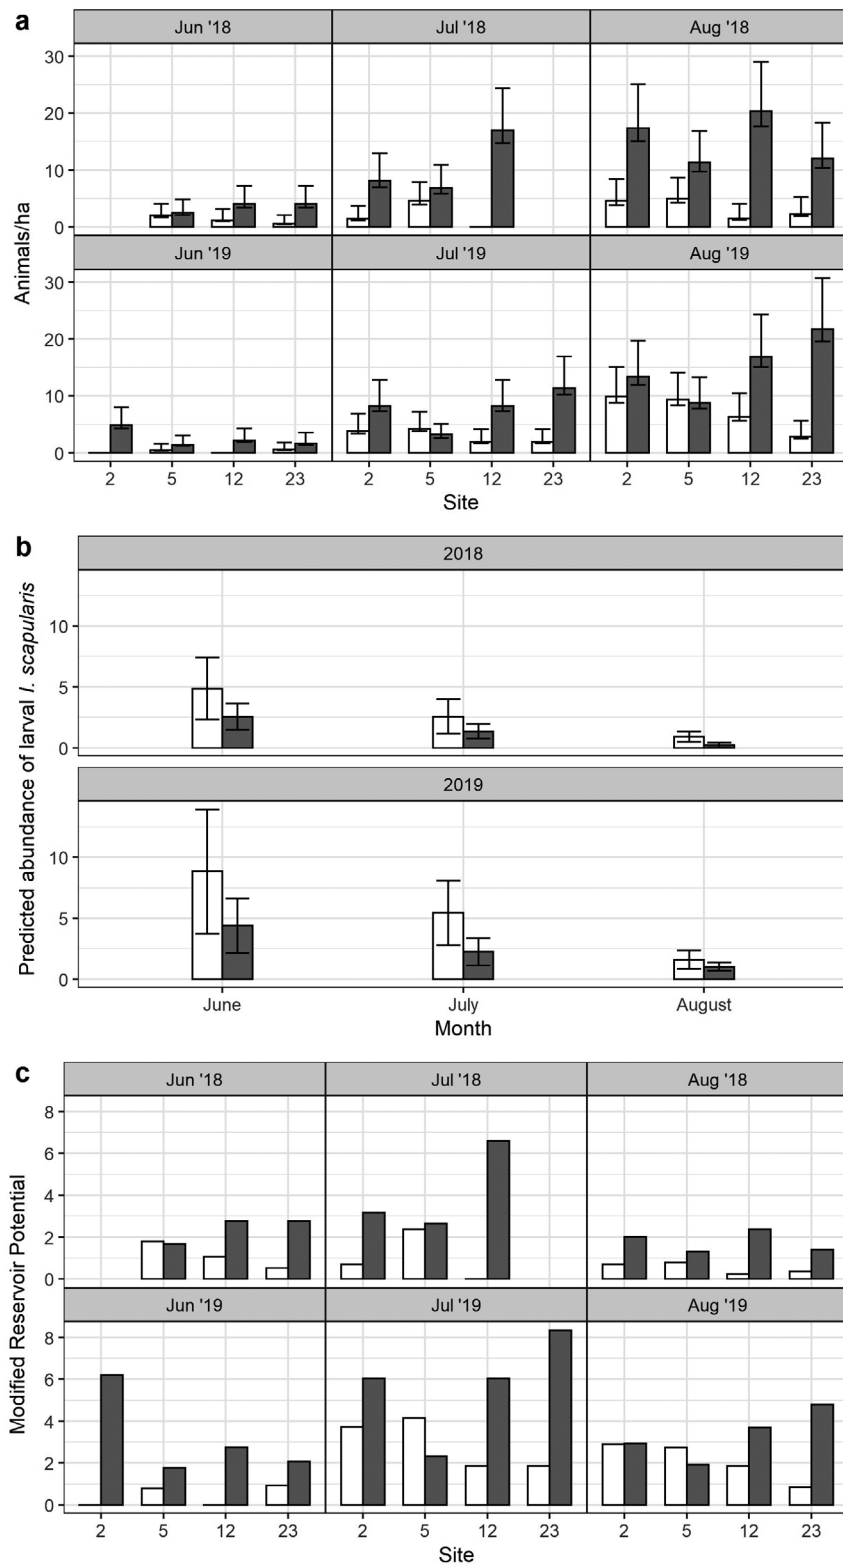 a
Jun '18 Jul '18 Aug '18
30
20
10
0
Animals/ha
Jun '19 Jul '19 Aug '19
30
20
10
0
2 5 12 23 2 5 12 23 2 5 12 23
Site
b
2018
10
5
0
Predicted abundance of larval I. scapularis
2019
10
5
0
June July August
Month
c
Jun '18 Jul '18 Aug '18
8
6
4
2
0
Modified Reservoir Potential
Jun '19 Jul '19 Aug '19
8
6
4
2
0
2 5 12 23 2 5 12 23 2 5 12 23
Site